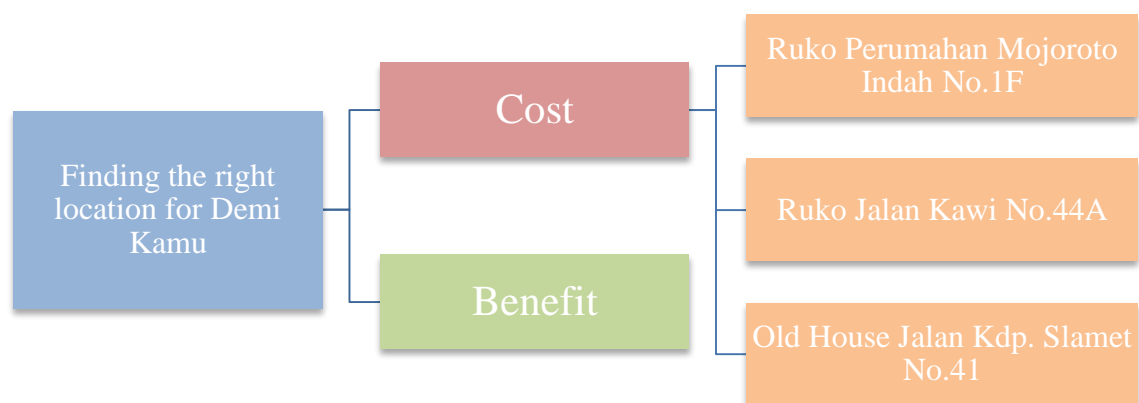 Finding the right
location for Demi
Kamu
Cost
Benefit
Ruko Perumahan Mojoroto
Indah No.1F
Ruko Jalan Kawi No.44A
Old House Jalan Kdp. Slamet
No.41